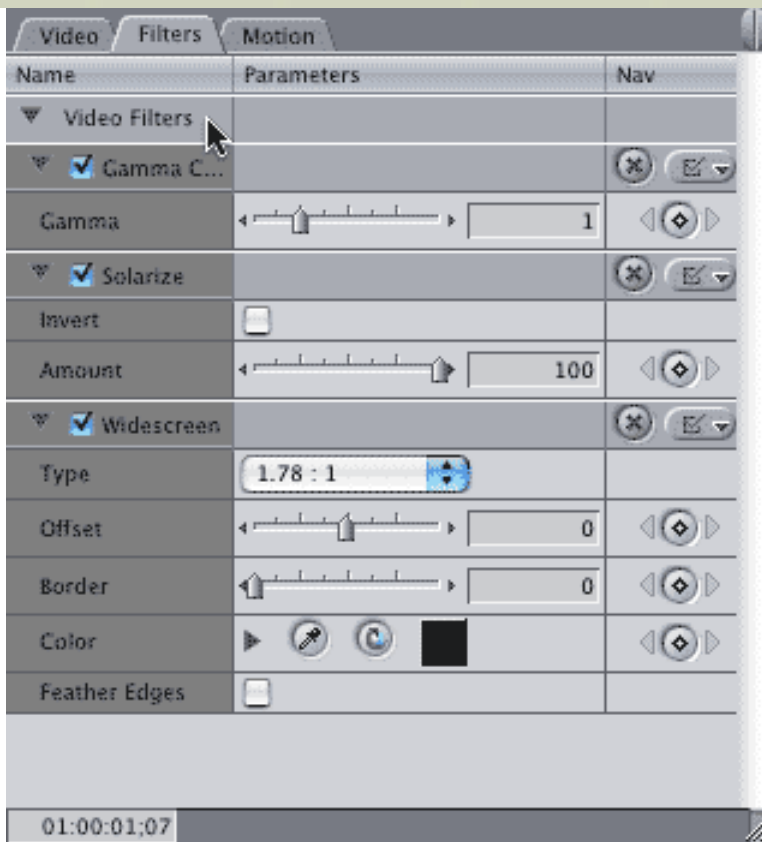 Video Filters Motion
Name Parameters Nav
Video Filters
Gamma C...
Gamma 1
Solarize
Invert
Amount 100
Widescreen
Type 1.78 : 1
Offset 0
Border 0
Color
Feather Edges
01:00:01;07